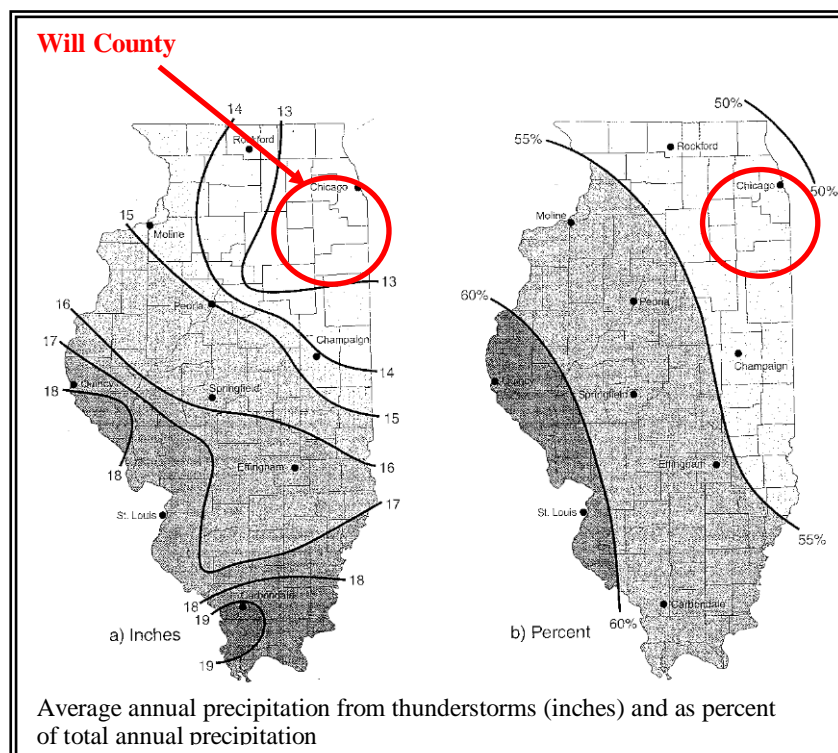 Will County
14
13
Rockford
Chicago
15
Moline
13
16
Peoria
17
Champaign
14
18
Quincy
Springfield
15
18
Effingham
16
St. Louis
17
18
18
Carbondale
19
19
a) Inches
50%
55%
Rockford
Chicago
50%
Moline
60%
Peoria
Champaign
Quincy
Springfield
Effingham
St. Louis
55%
Carbondale
60%
b) Percent
Average annual precipitation from thunderstorms (inches) and as percent
of total annual precipitation